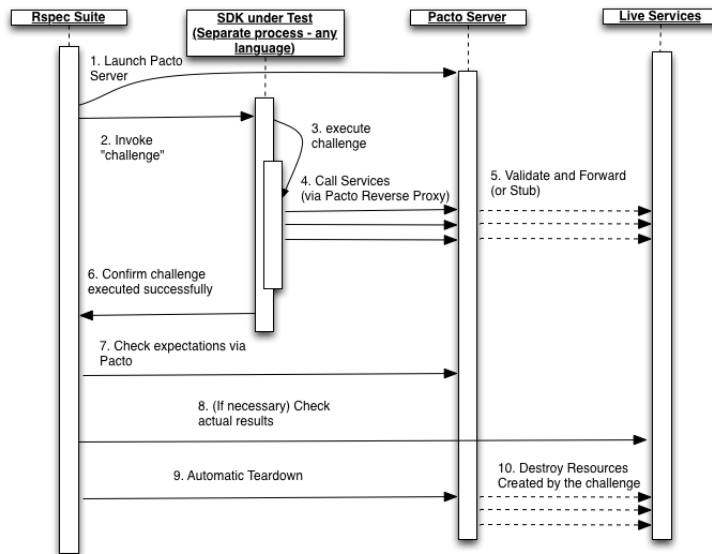 Rspec Suite
SDK under Test
(Separate process - any
language)
Pacto Server
Live Services
1. Launch Pacto
Server
2. Invoke
"challenge"
3. execute
challenge
4. Call Services
(via Pacto Reverse Proxy)
5. Validate and Forward
(or Stub)
6. Confirm challenge
executed successfully
7. Check expectations via
Pacto
8. (If necessary) Check
actual results
9. Automatic Teardown
10. Destroy Resources
Created by the challenge